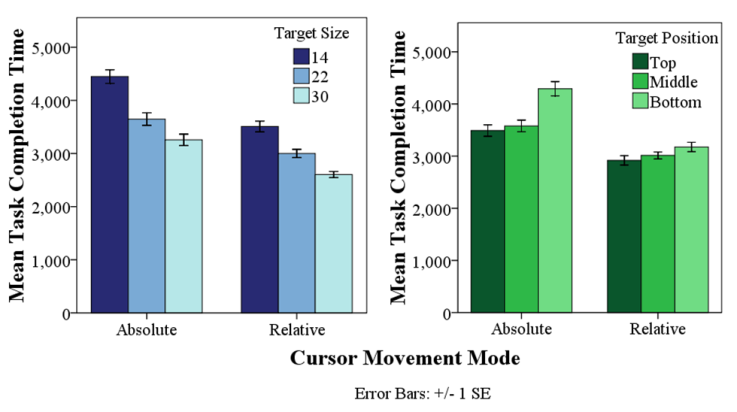 Mean Task Completion Time
5,000
4,000
3,000
2,000
1,000
0
Target Size
14
22
30
Absolute
Relative
Mean Task Completion Time
5,000
4,000
3,000
2,000
1,000
0
Target Position
Top
Middle
Bottom
Absolute
Relative
Cursor Movement Mode
Error Bars: +/- 1 SE